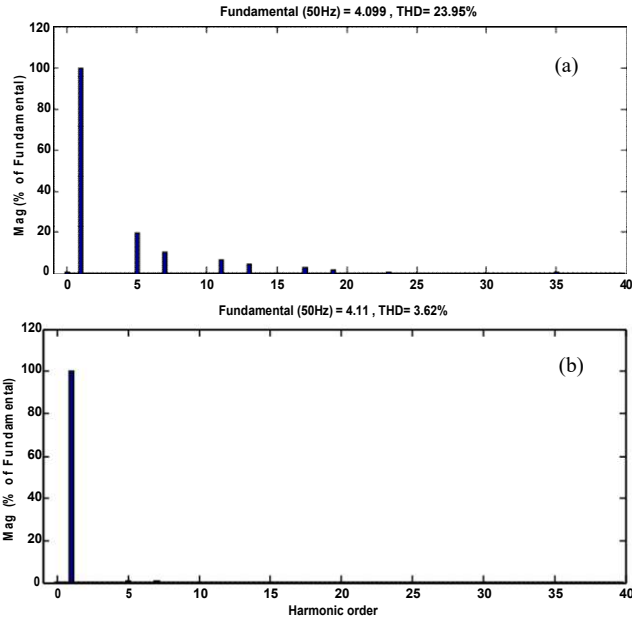 Fundamental (50Hz) = 4.099 , THD= 23.95%
120
100
80
60
40
20
0
Mag (% of Fundamental)
(a)
0 5 10 15 20 25 30 35 40
Fundamental (50Hz) = 4.11 , THD= 3.62%
120
100
80
60
40
20
0
Mag (% of Fundamental)
(b)
0 5 10 15 20 25 30 35 40
Harmonic order